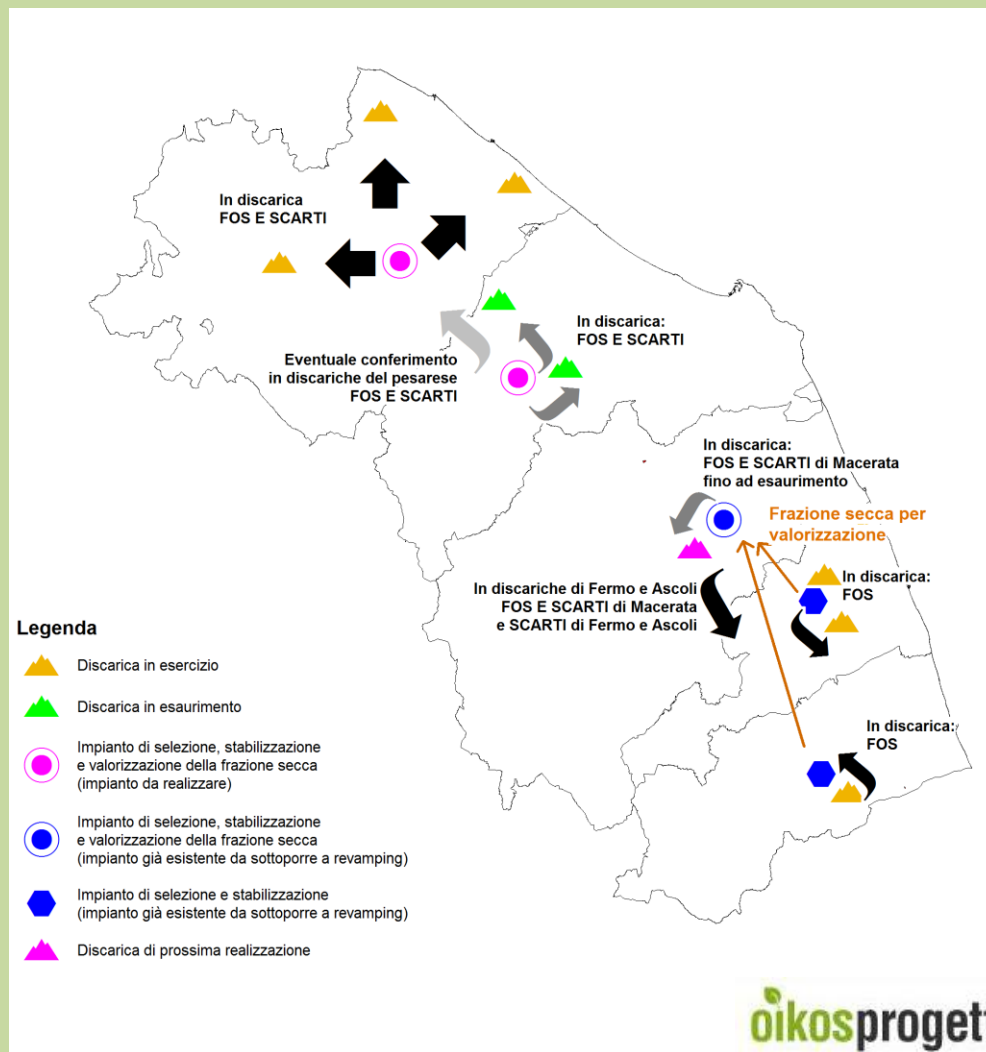 In discarica
FOS E SCARTI
In discarica:
FOS E SCARTI
Eventuale conferimento
in discariche del pesarese
FOS E SCARTI
In discarica:
FOS E SCARTI di Macerata
fino ad esaurimento
Frazione secca per
valorizzazione
In discarica:
FOS
In discariche di Fermo e Ascoli
FOS E SCARTI di Macerata
e SCARTI di Fermo e Ascoli
In discarica:
FOS
Legenda
Discarica in esercizio
Discarica in esaurimento
Impianto di selezione, stabilizzazione
e valorizzazione della frazione secca
(impianto da realizzare)
Impianto di selezione, stabilizzazione
e valorizzazione della frazione secca
(impianto già esistente da sottoporre a revamping)
Impianto di selezione e stabilizzazione
(impianto già esistente da sottoporre a revamping)
Discarica di prossima realizzazione
oikosproget